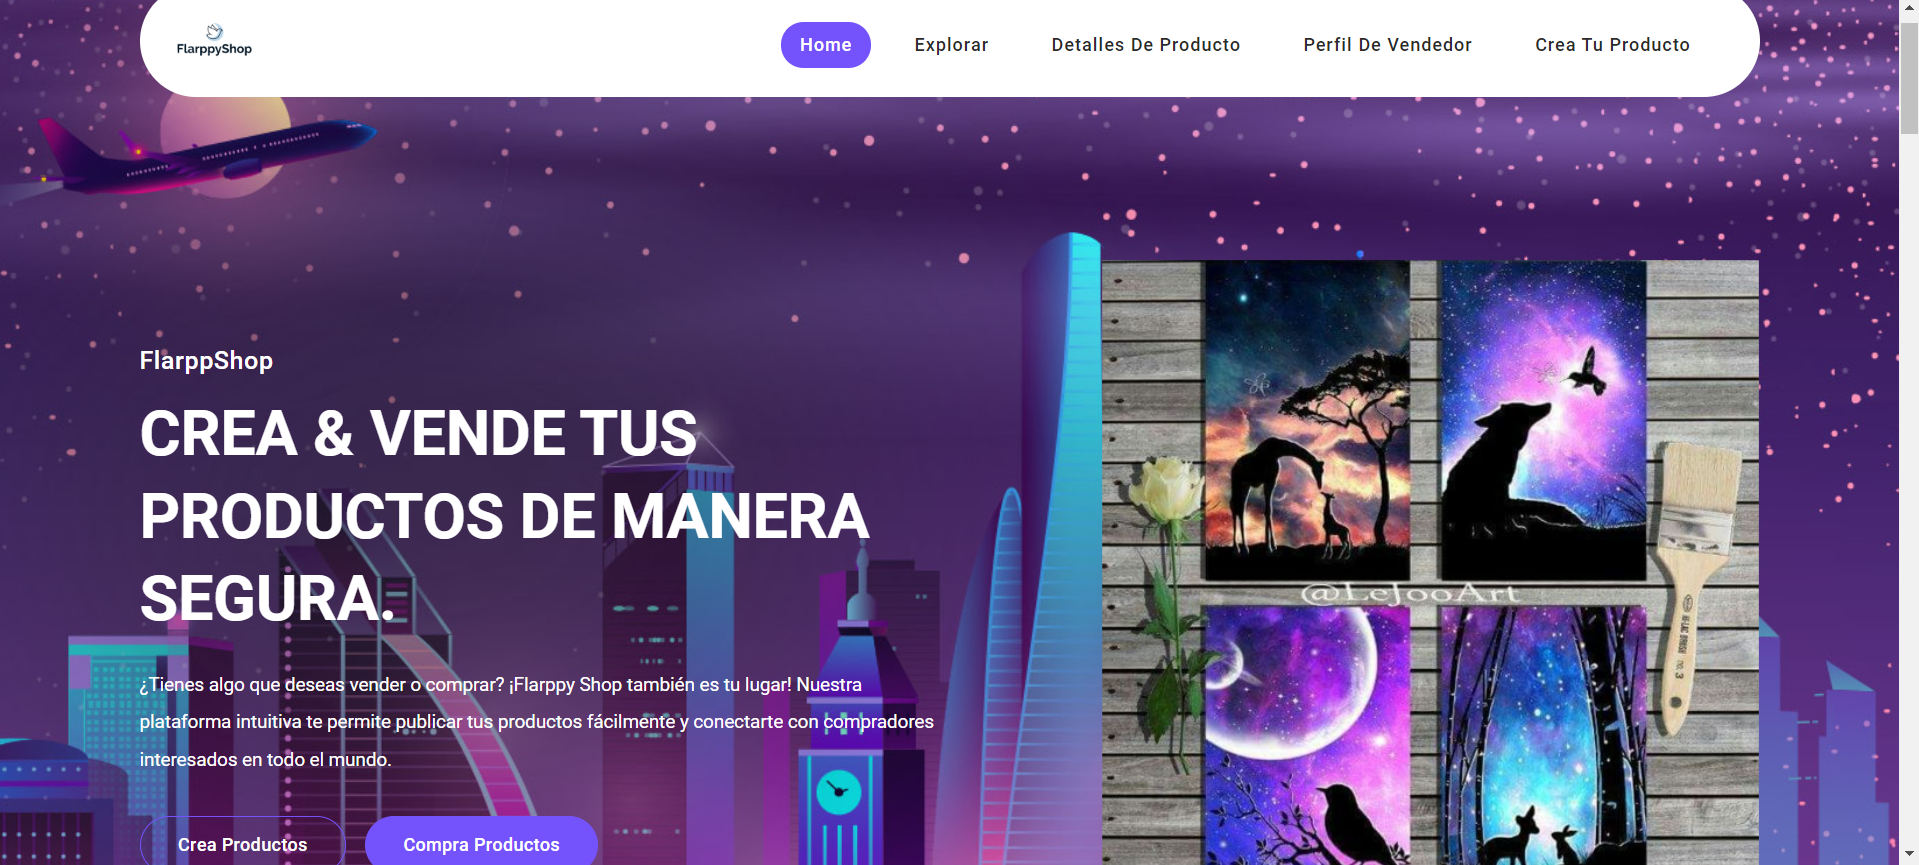 FlarppyShop
Home
Explorar
Detalles De Producto
Perfil De Vendedor
Crea Tu Producto
FlarppShop
CREA & VENDE TUS
PRODUCTOS DE MANERA
SEGURA.
¿Tienes algo que deseas vender o comprar? ¡Flarppy Shop también es tu lugar! Nuestra
plataforma intuitiva te permite publicar tus productos fácilmente y conectarte con compradores
interesados en todo el mundo.
Crea Productos
Compra Productos
@LeJooArt